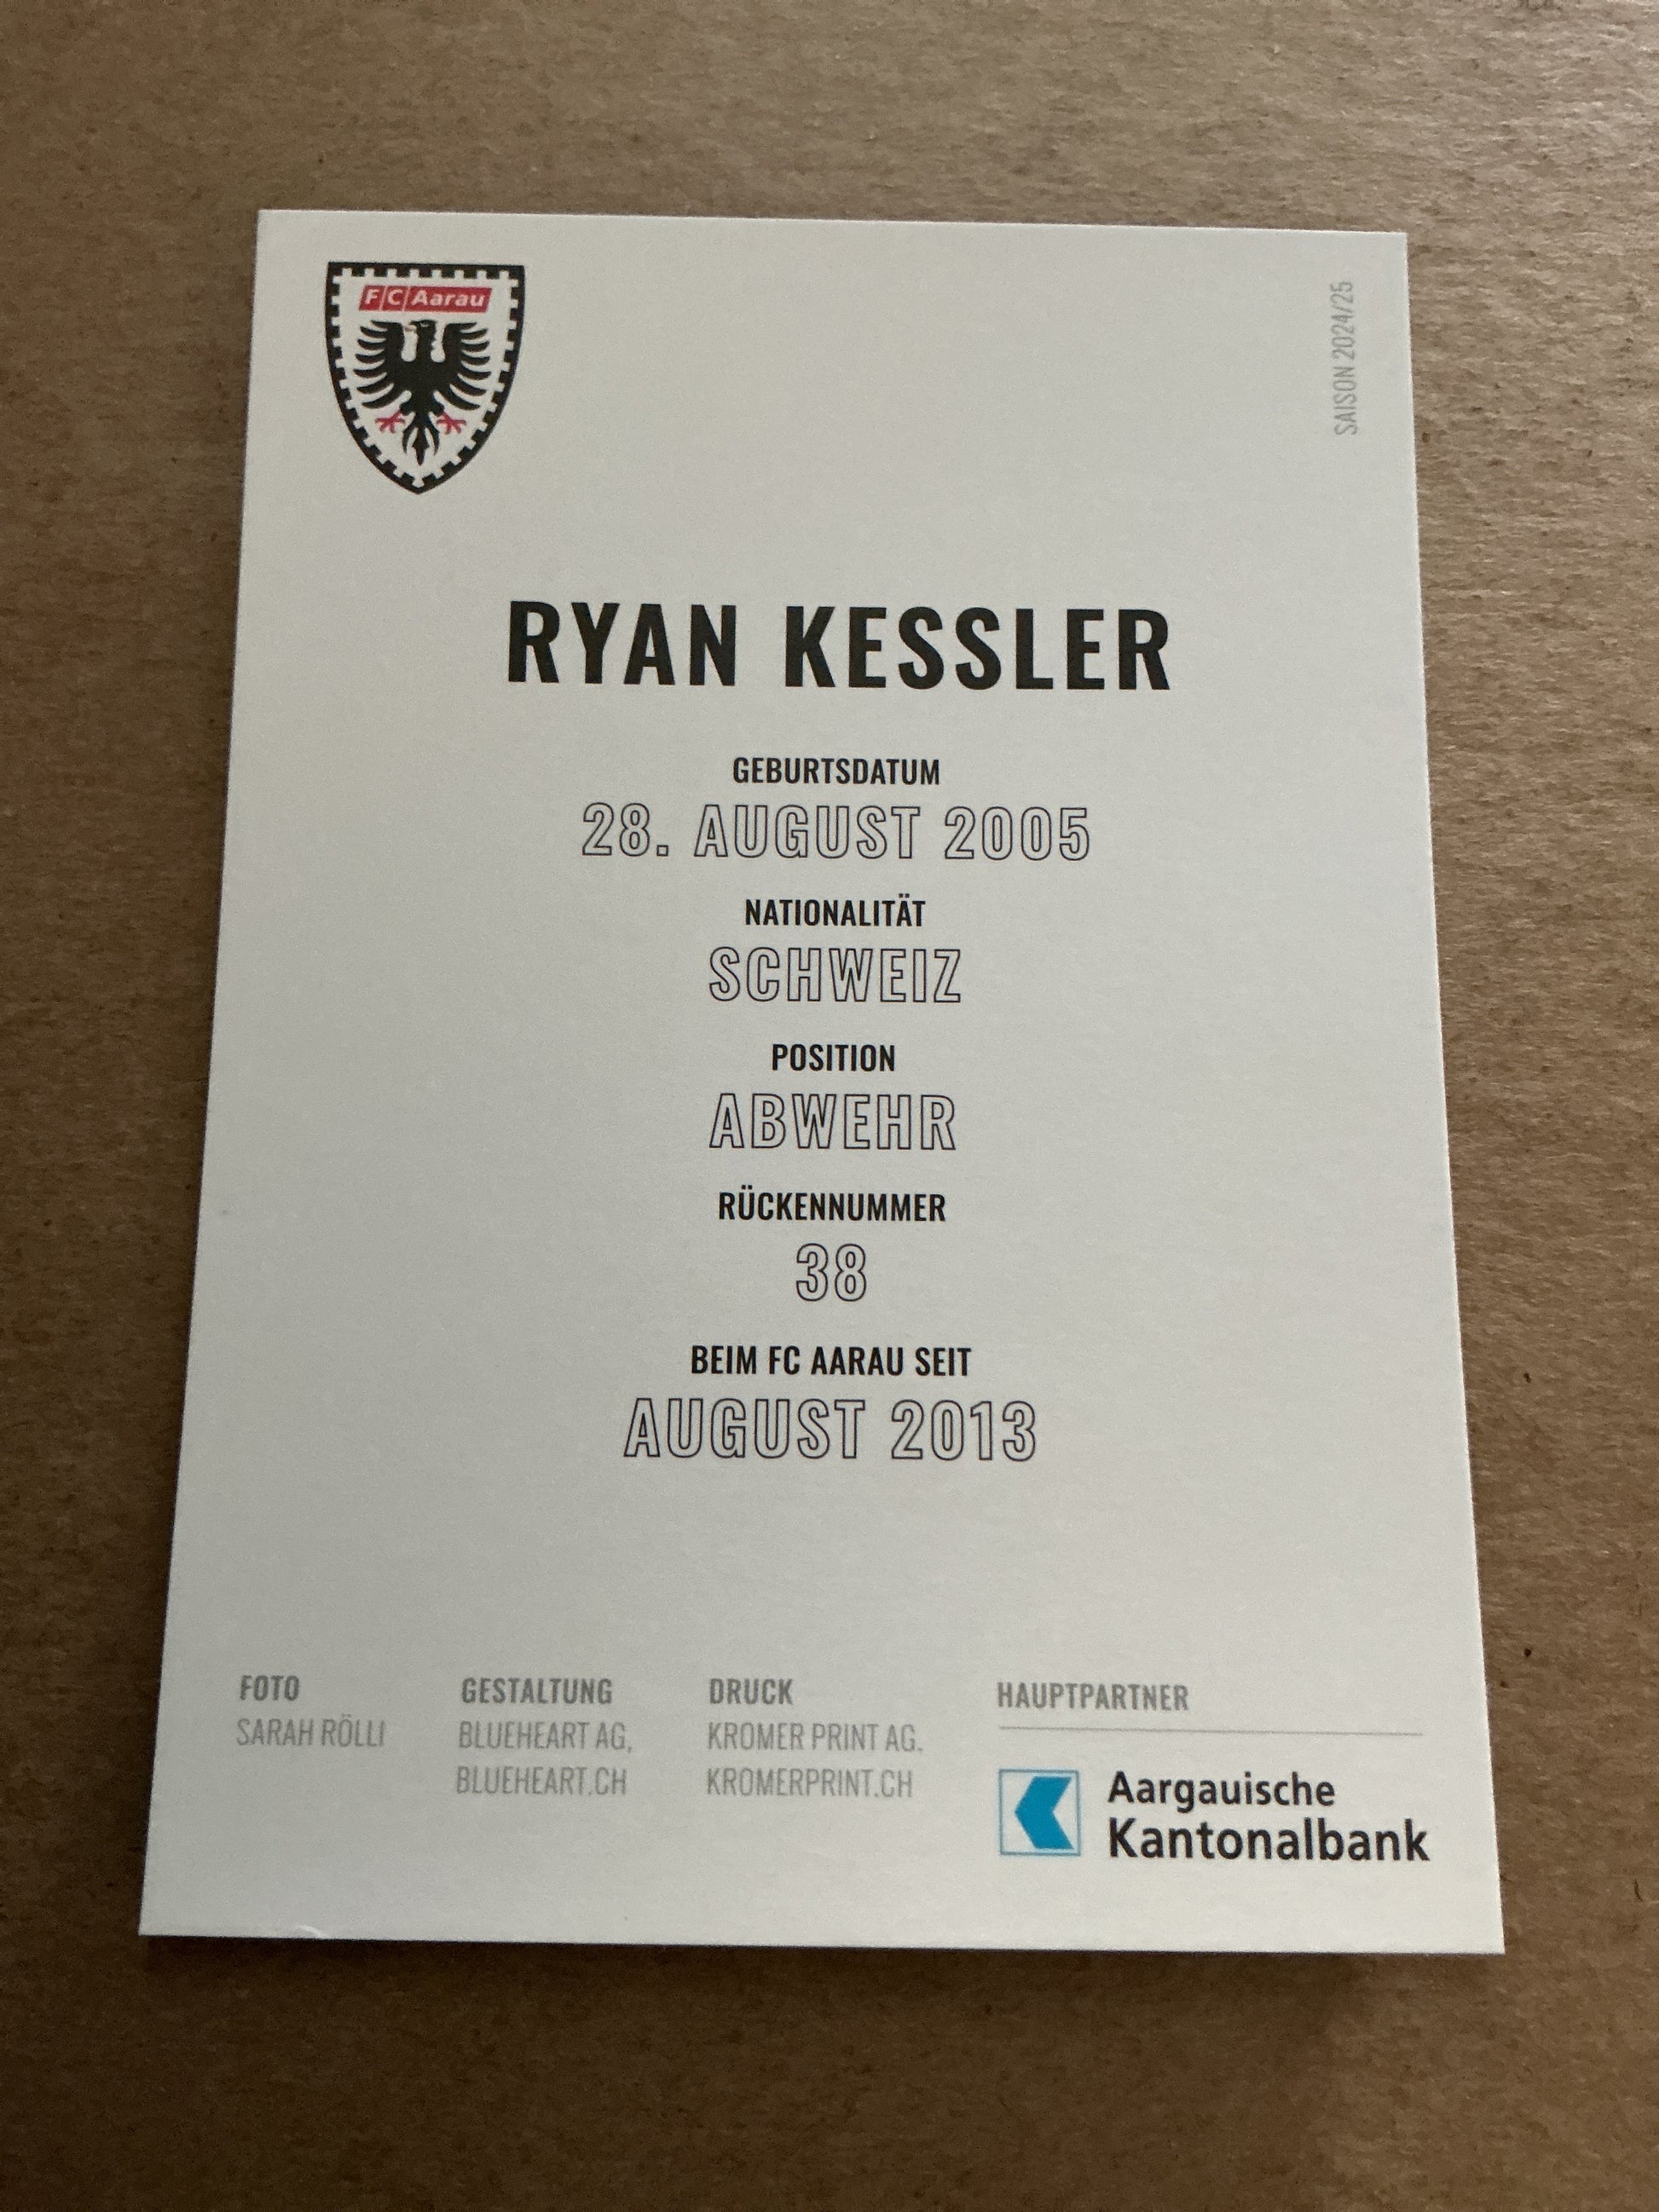 FC Aarau
SAISON 2024/25
RYAN KESSLER
GEBURTSDATUM
28. AUGUST 2005
NATIONALITÄT
SCHWEIZ
POSITION
ABWEHR
RÜCKENNUMMER
38
BEIM FC AARAU SEIT
AUGUST 2013
FOTO
SARAH RÖLLI
GESTALTUNG
BLUEHEART AG,
BLUEHEART.CH
DRUCK
KROMER PRINT AG.
KROMERPRINT.CH
HAUPTPARTNER
Aargauische
Kantonalbank